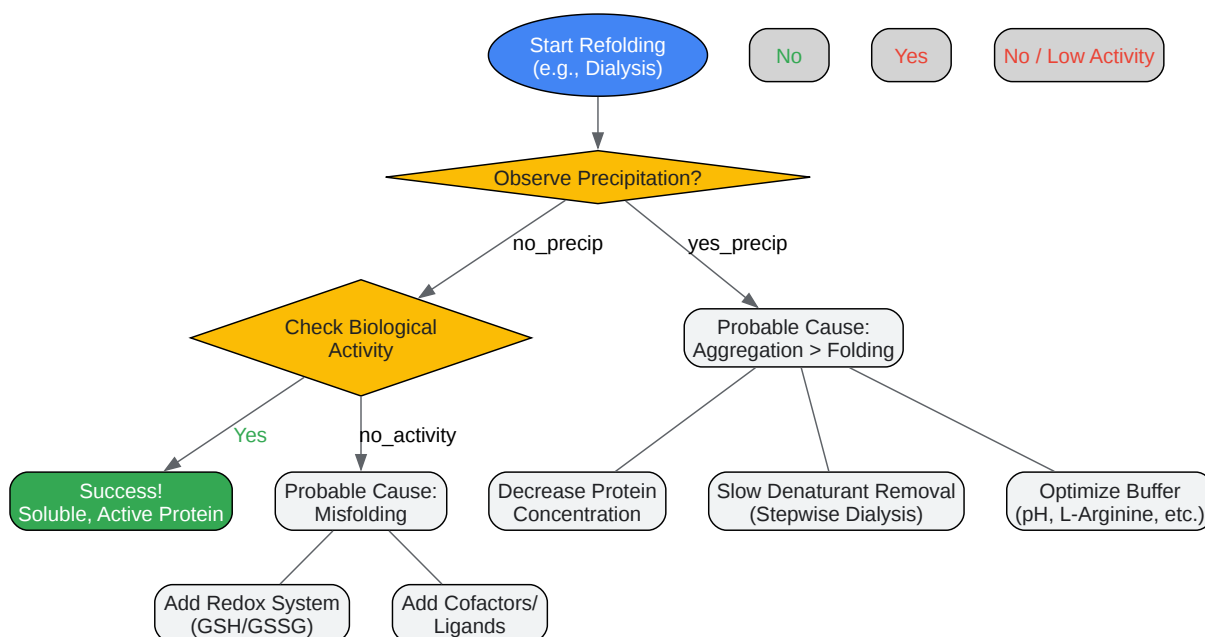 Start Refolding
(e.g., Dialysis)
No
Yes
No / Low Activity
Observe Precipitation?
no_precip
yes_precip
Check Biological
Activity
Probable Cause:
Aggregation > Folding
Yes
no_activity
Success!
Soluble, Active Protein
Probable Cause:
Misfolding
Decrease Protein
Concentration
Slow Denaturant Removal
(Stepwise Dialysis)
Optimize Buffer
(pH, L-Arginine, etc.)
Add Redox System
(GSH/GSSG)
Add Cofactors/
Ligands